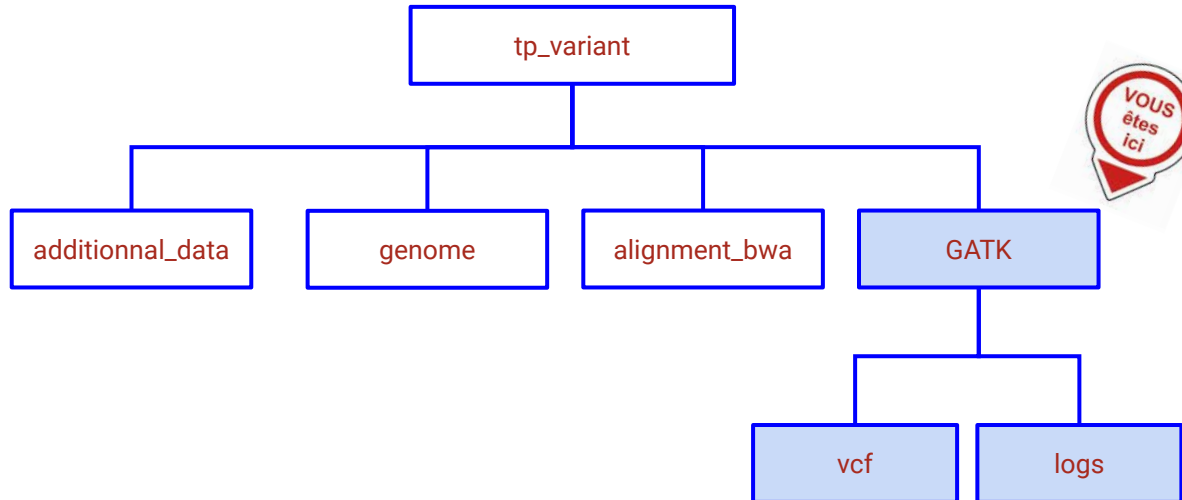 tp_variant
VOUS
êtes
ici
additionnal_data
genome
alignment_bwa
GATK
vcf
logs